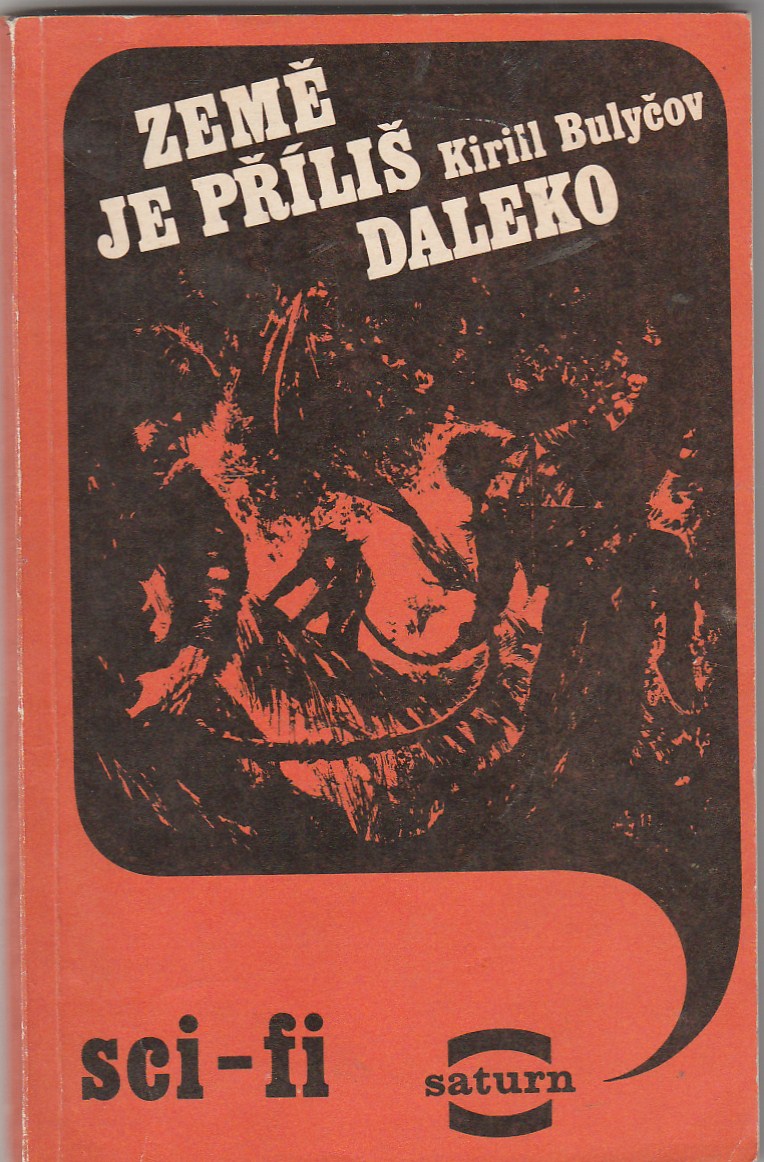 ZEMĚ
JE PŘÍLIŠ
Kirill Bulyčov
DALEKO
sci-fi
saturn